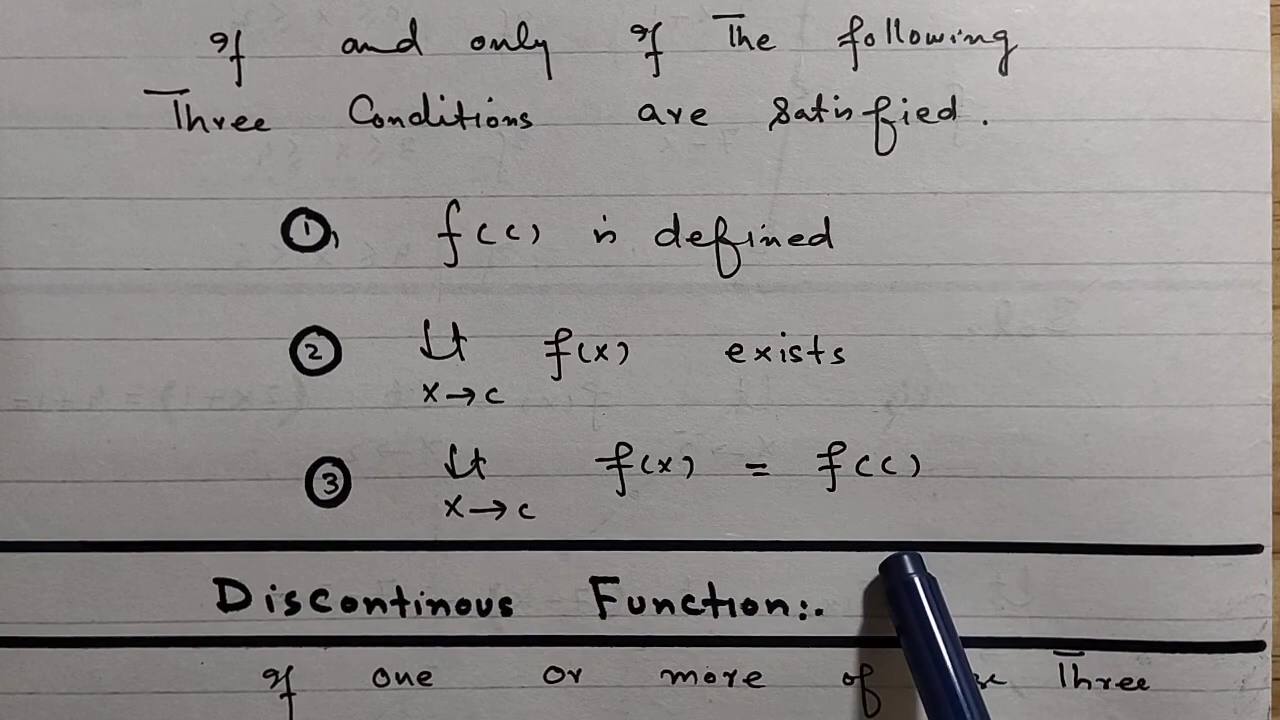 If and only if The following
Three Conditions are satisfied.
①, f(c) is defined
② Lt f(x) exists
x→c
③ Lt f(x) = f(c)
x→c
Discontinous Function:.
If one or more of Three